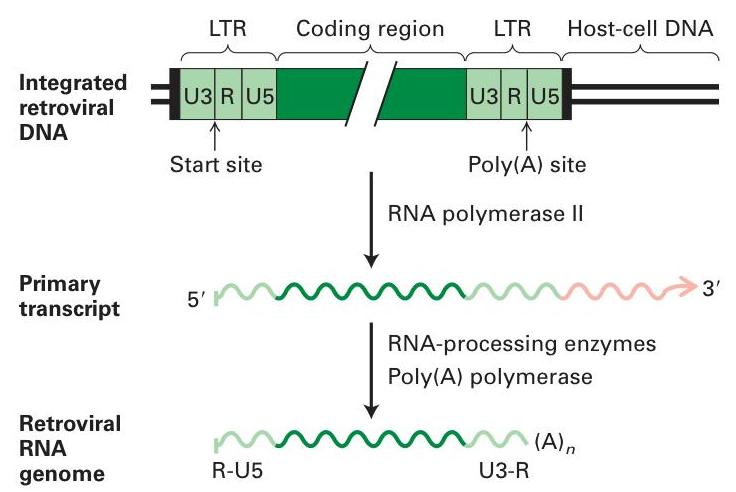 LTR Coding region LTR Host-cell DNA
Integrated
retroviral
DNA
U3 R U5 U3 R U5
Start site Poly(A) site
RNA polymerase II
Primary
transcript
5′ 3′
RNA-processing enzymes
Poly(A) polymerase
Retroviral
RNA
genome
(A)n
R-U5 U3-R